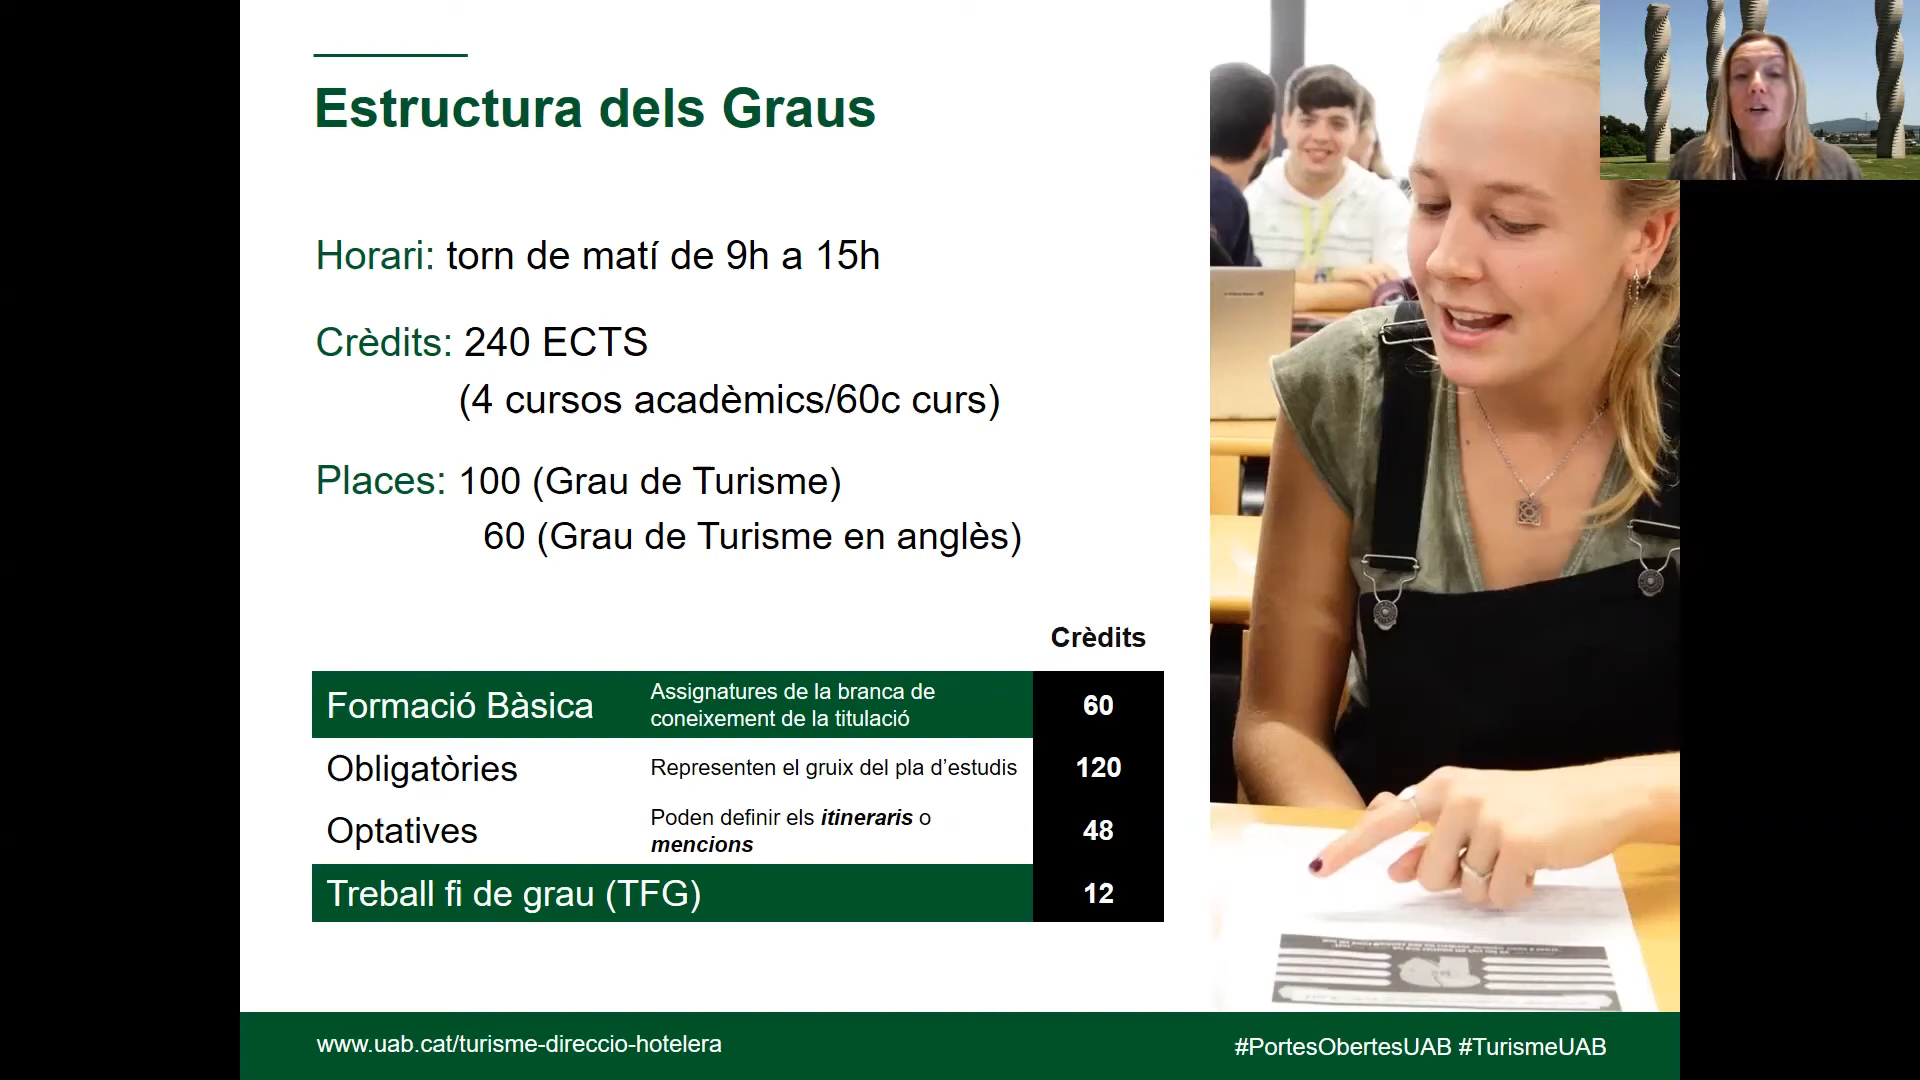 Estructura dels Graus
Horari: torn de matí de 9h a 15h
Crèdits: 240 ECTS
(4 cursos acadèmics/60c curs)
Places: 100 (Grau de Turisme)
60 (Grau de Turisme en anglès)
Crèdits
Formació Bàsica
Assignatures de la branca de
coneixement de la titulació
60
Obligatòries
Representen el gruix del pla d’estudis
120
Optatives
Poden definir els itineraris o
mencions
48
Treball fi de grau (TFG)
12
www.uab.cat/turisme-direccio-hotelera
#PortesObertesUAB #TurismeUAB